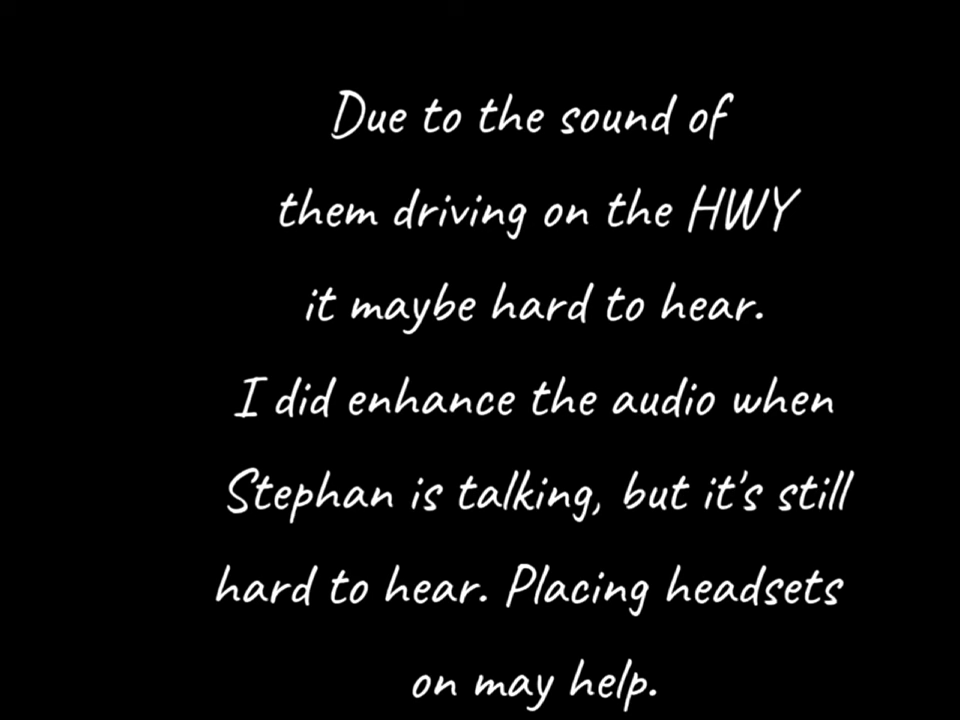 Due to the sound of
them driving on the HWY
it maybe hard to hear.
I did enhance the audio when
Stephan is talking, but it's still
hard to hear. Placing headsets
on may help.